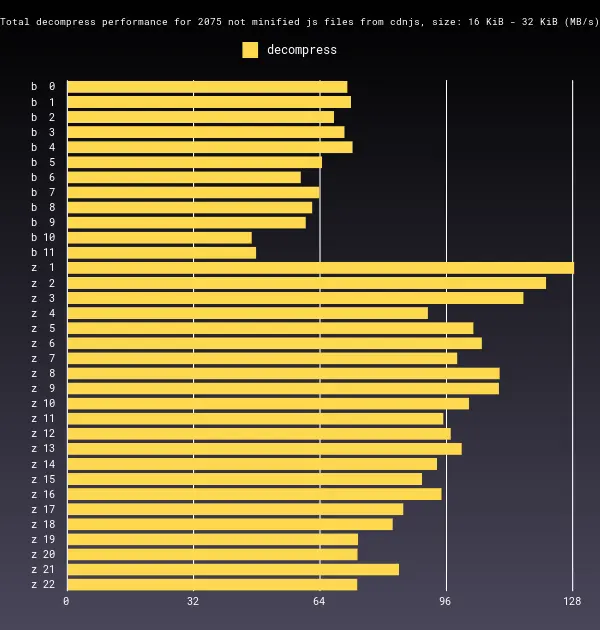 Total decompress performance for 2075 not minified js files from cdnjs, size: 16 KiB - 32 KiB (MB/s)
decompress
b 0
b 1
b 2
b 3
b 4
b 5
b 6
b 7
b 8
b 9
b 10
b 11
z 1
z 2
z 3
z 4
z 5
z 6
z 7
z 8
z 9
z 10
z 11
z 12
z 13
z 14
z 15
z 16
z 17
z 18
z 19
z 20
z 21
z 22
0 32 64 96 128